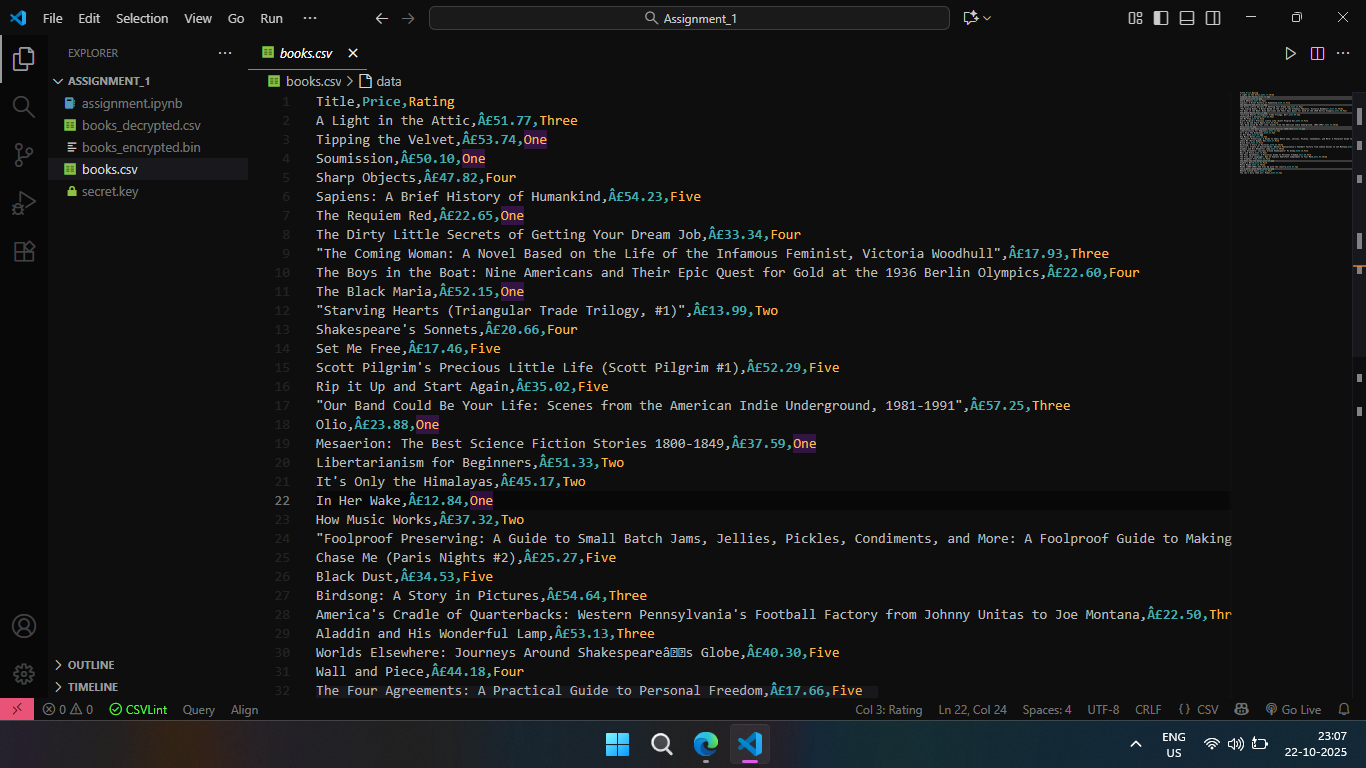 File Edit Selection View Go Run ··· Assignment_1
EXPLORER ···
ASSIGNMENT_1
assignment.ipynb
books_decrypted.csv
books_encrypted.bin
books.csv
secret.key
OUTLINE
TIMELINE
books.csv
books.csv > data
1 Title,Price,Rating
2 A Light in the Attic,Â£51.77,Three
3 Tipping the Velvet,Â£53.74,One
4 Soumission,Â£50.10,One
5 Sharp Objects,Â£47.82,Four
6 Sapiens: A Brief History of Humankind,Â£54.23,Five
7 The Requiem Red,Â£22.65,One
8 The Dirty Little Secrets of Getting Your Dream Job,Â£33.34,Four
9 "The Coming Woman: A Novel Based on the Life of the Infamous Feminist, Victoria Woodhull",Â£17.93,Three
10 The Boys in the Boat: Nine Americans and Their Epic Quest for Gold at the 1936 Berlin Olympics,Â£22.60,Four
11 The Black Maria,Â£52.15,One
12 "Starving Hearts (Triangular Trade Trilogy, #1)",Â£13.99,Two
13 Shakespeare's Sonnets,Â£20.66,Four
14 Set Me Free,Â£17.46,Five
15 Scott Pilgrim's Precious Little Life (Scott Pilgrim #1),Â£52.29,Five
16 Rip it Up and Start Again,Â£35.02,Five
17 "Our Band Could Be Your Life: Scenes from the American Indie Underground, 1981-1991",Â£57.25,Three
18 Olio,Â£23.88,One
19 Mesaerion: The Best Science Fiction Stories 1800-1849,Â£37.59,One
20 Libertarianism for Beginners,Â£51.33,Two
21 It's Only the Himalayas,Â£45.17,Two
22 In Her Wake,Â£12.84,One
23 How Music Works,Â£37.32,Two
24 "Foolproof Preserving: A Guide to Small Batch Jams, Jellies, Pickles, Condiments, and More: A Foolproof Guide to Making
25 Chase Me (Paris Nights #2),Â£25.27,Five
26 Black Dust,Â£34.53,Five
27 Birdsong: A Story in Pictures,Â£54.64,Three
28 America's Cradle of Quarterbacks: Western Pennsylvania's Football Factory from Johnny Unitas to Joe Montana,Â£22.50,Thr
29 Aladdin and His Wonderful Lamp,Â£53.13,Three
30 Worlds Elsewhere: Journeys Around Shakespeareâs Globe,Â£40.30,Five
31 Wall and Piece,Â£44.18,Four
32 The Four Agreements: A Practical Guide to Personal Freedom,Â£17.66,Five
0 0 CSVLint Query Align Col 3: Rating Ln 22, Col 24 Spaces: 4 UTF-8 CRLF {} CSV Go Live
ENG 23:07
US 22-10-2025